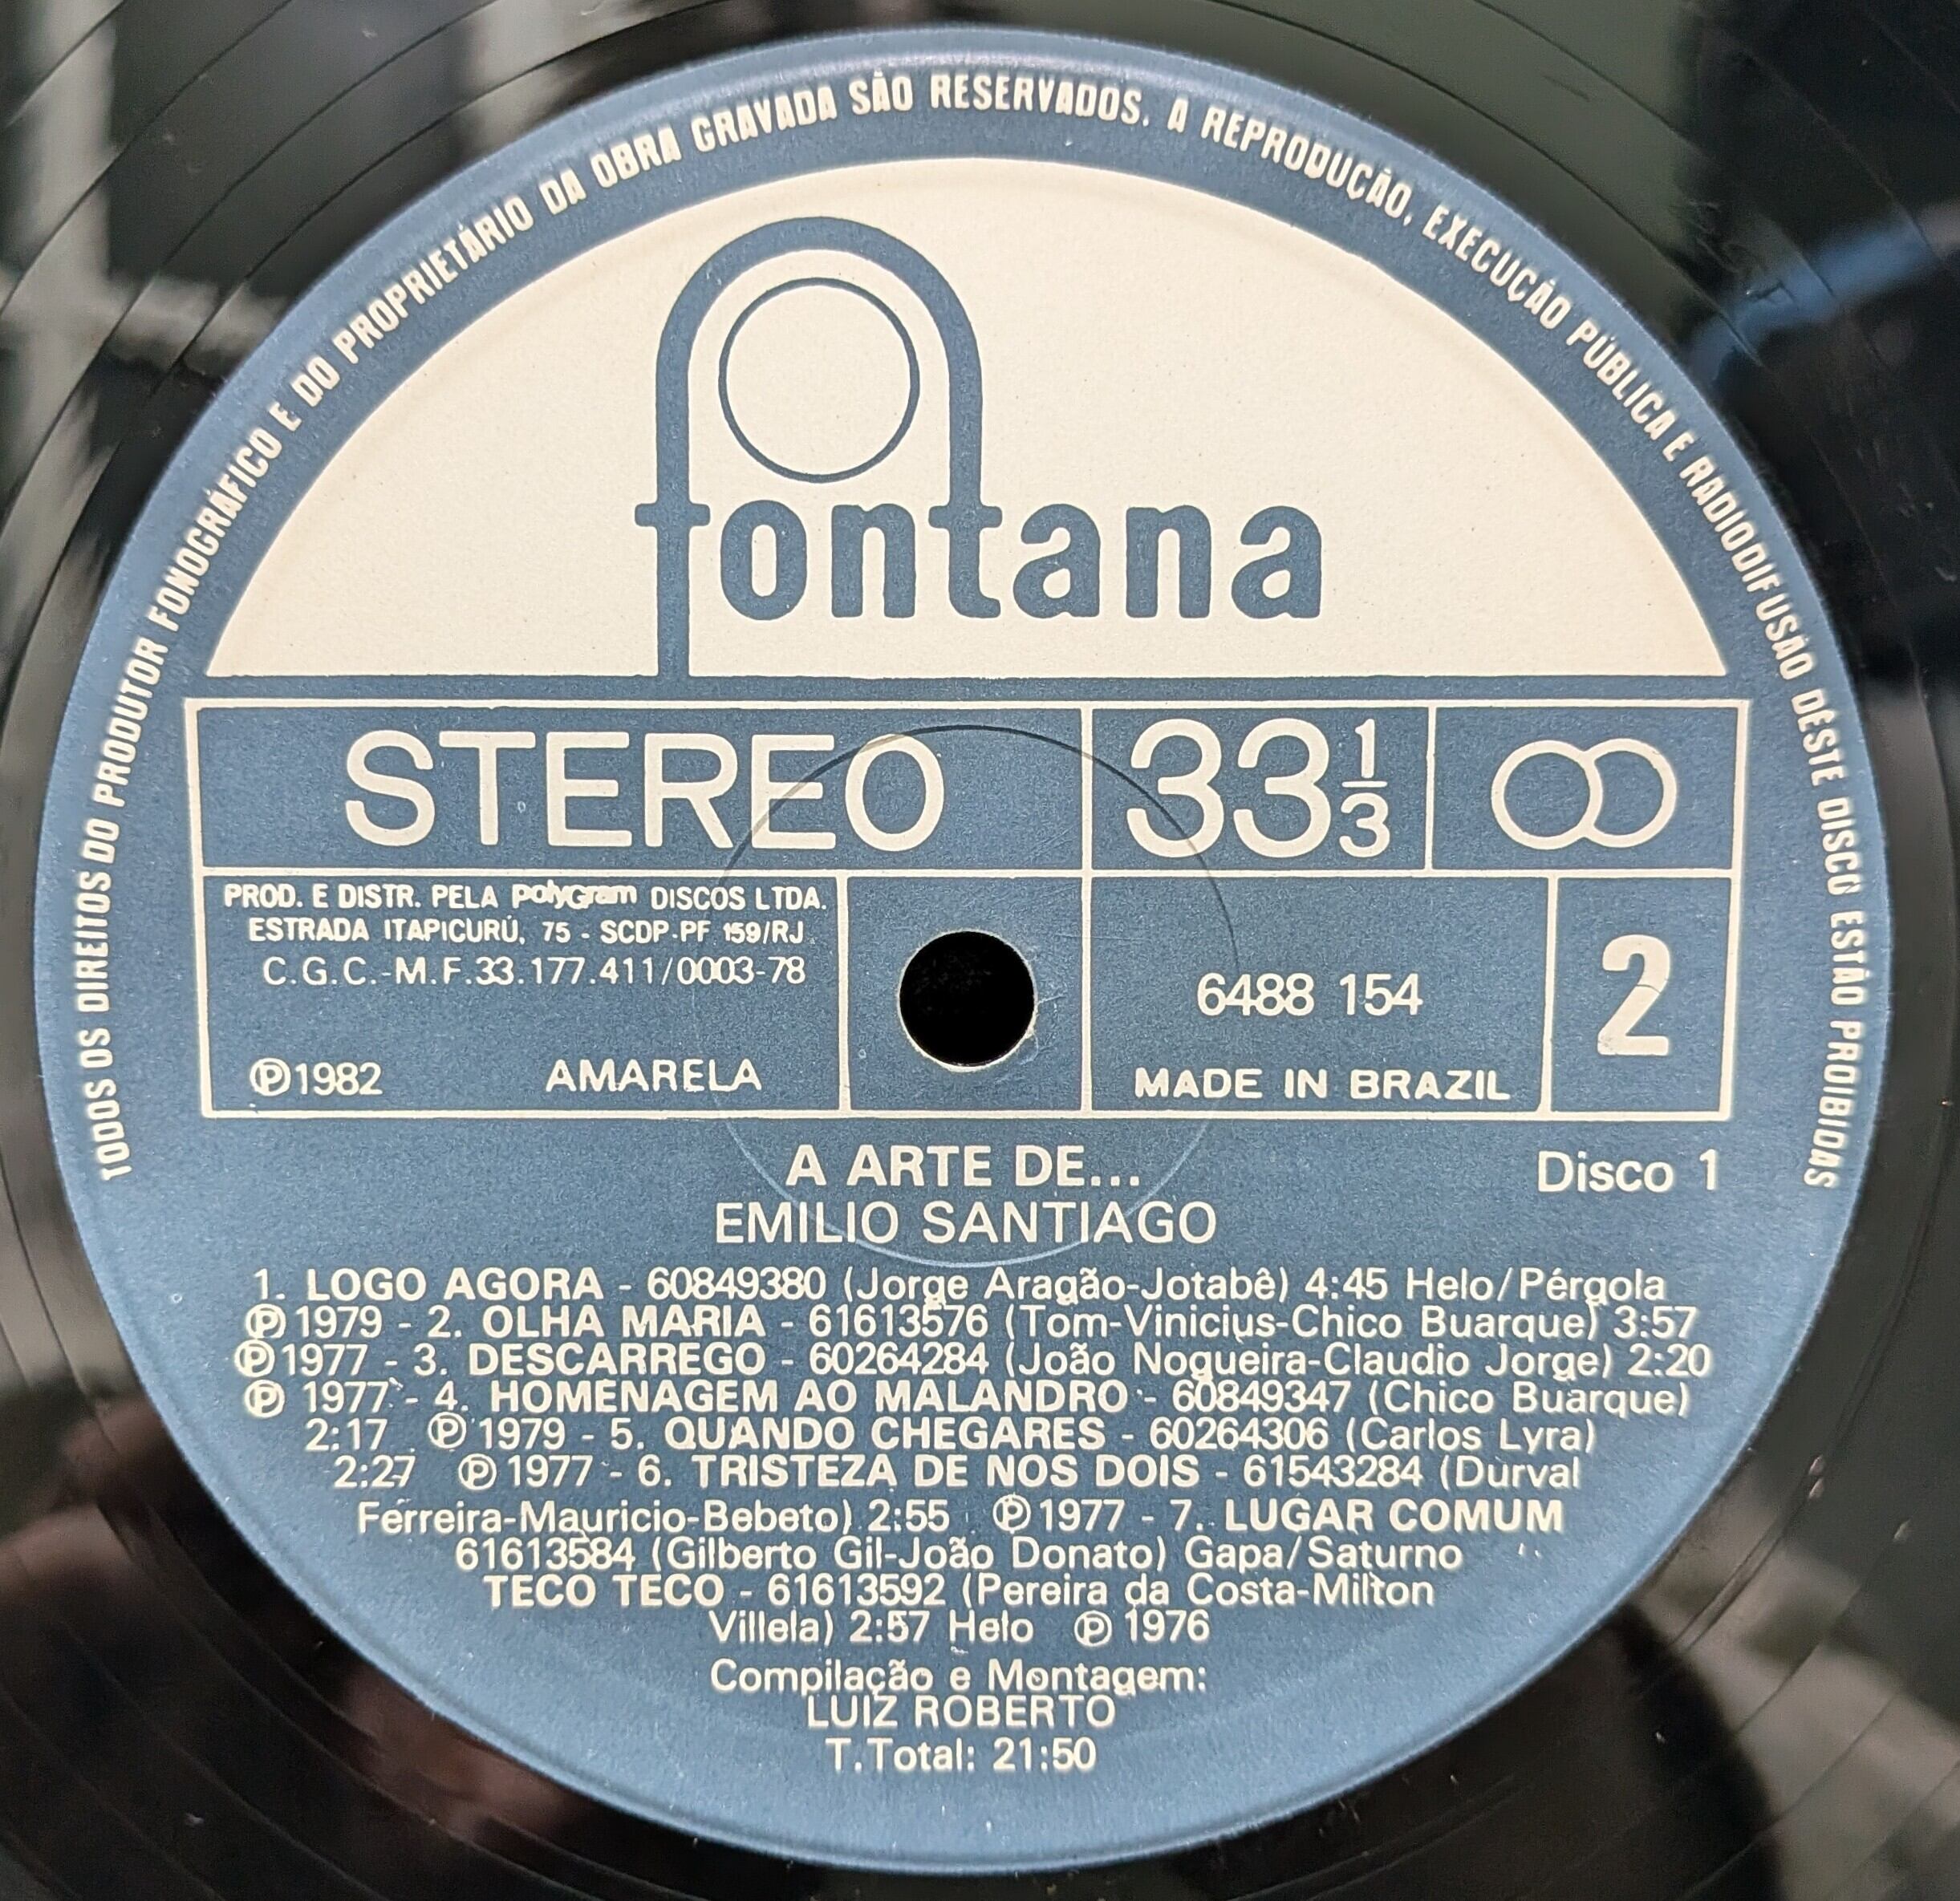 TODOS OS DIREITOS DO PRODUTOR FONOGRÁFICO E DO PROPRIETÁRIO DA OBRA GRAVADA SÃO RESERVADOS. A REPRODUÇÃO, EXECUÇÃO PÚBLICA E RADIODIFUSÃO DÊSTE DISCO ESTÃO PROIBIDAS
fontana
STEREO
33 1/3
PROD. E DISTR. PELA PolyGram DISCOS LTDA.
ESTRADA ITAPICURÚ, 75 - SCDP-PF 159/RJ
C.G.C.-M.F.33.177.411/0003-78
℗1982 AMARELA
6488 154
MADE IN BRAZIL
2
A ARTE DE...
Disco 1
EMILIO SANTIAGO
1. LOGO AGORA - 60849380 (Jorge Aragão-Jotabê) 4:45 Helo/Pérgola
℗1979 - 2. OLHA MARIA - 61613576 (Tom-Vinicius-Chico Buarque) 3:57
℗1977 - 3. DESCARREGO - 60264284 (João Nogueira-Claudio Jorge) 2:20
℗ 1977 - 4. HOMENAGEM AO MALANDRO - 60849347 (Chico Buarque)
2:17 ℗1979 - 5. QUANDO CHEGARES - 60264306 (Carlos Lyra)
2:27 ℗1977 - 6. TRISTEZA DE NOS DOIS - 61543284 (Durval
Ferreira-Mauricio-Bebeto) 2:55 ℗1977 - 7. LUGAR COMUM
61613584 (Gilberto Gil-João Donato) Gapa/Saturno
TECO TECO - 61613592 (Pereira da Costa-Milton
Villela) 2:57 Helo ℗ 1976
Compilação e Montagem:
LUIZ ROBERTO
T.Total: 21:50